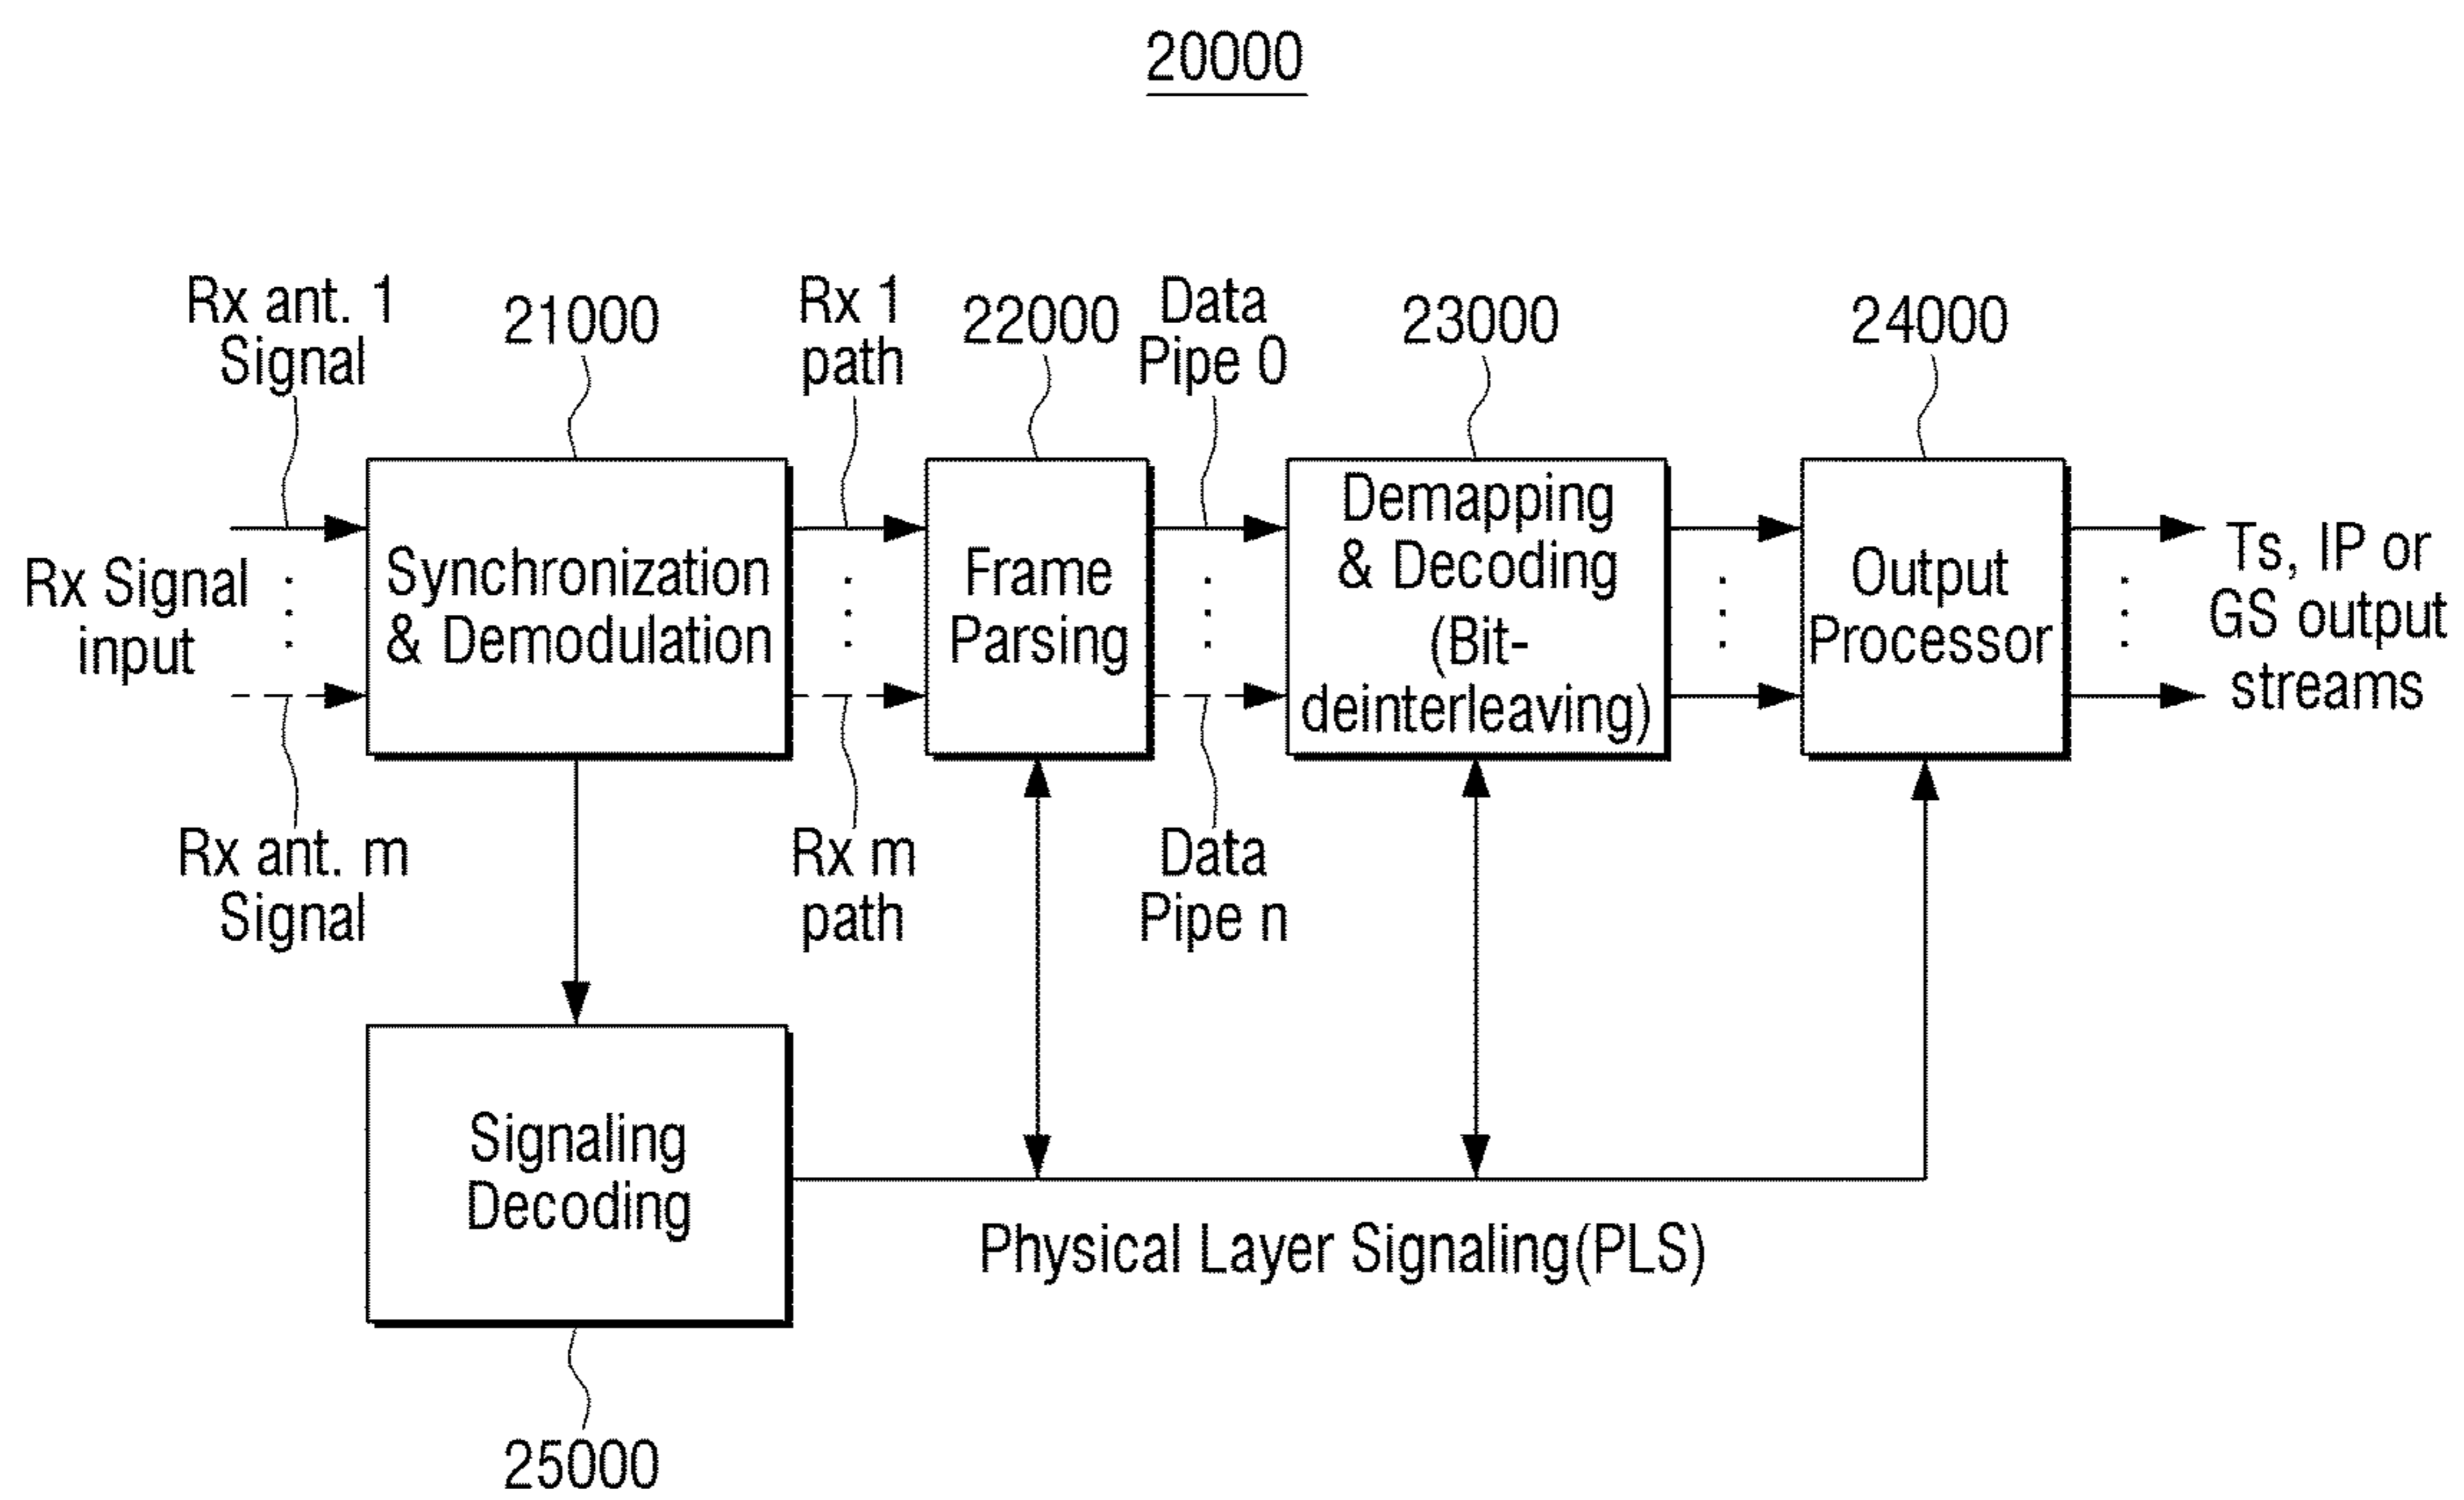 20000
Rx ant. 1
Signal
21000
Rx 1
path
22000
Data
Pipe 0
23000
24000
Rx Signal
input
Synchronization
& Demodulation
Frame
Parsing
Demapping
& Decoding
(Bit-
deinterleaving)
Output
Processor
Ts, IP or
GS output
streams
Rx ant. m
Signal
Rx m
path
Data
Pipe n
Signaling
Decoding
Physical Layer Signaling(PLS)
25000